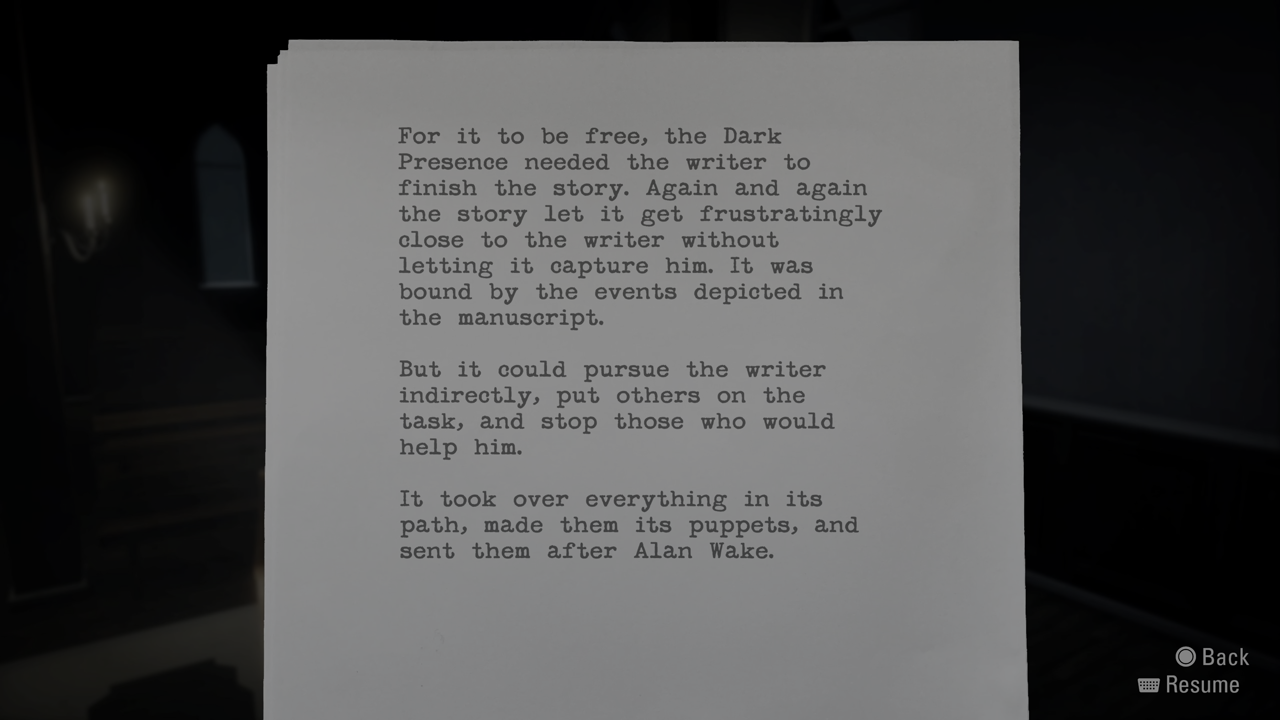 For it to be free, the Dark
Presence needed the writer to
finish the story. Again and again
the story let it get frustratingly
close to the writer without
letting it capture him. It was
bound by the events depicted in
the manuscript.
But it could pursue the writer
indirectly, put others on the
task, and stop those who would
help him.
It took over everything in its
path, made them its puppets, and
sent them after Alan Wake.
Back
Resume